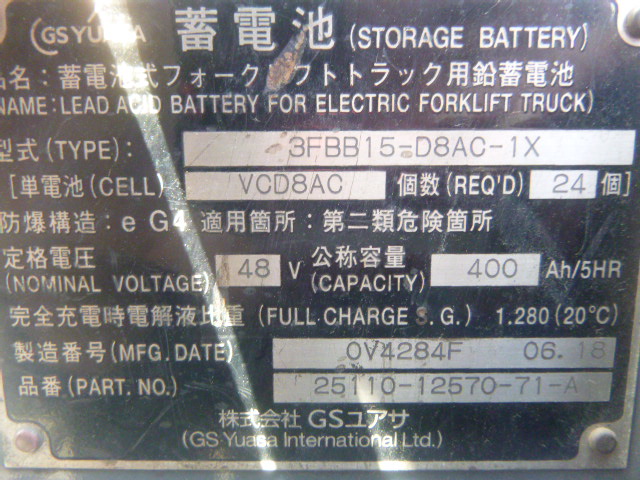 GS YUASA 蓄電池 (STORAGE BATTERY)
品名：蓄電池式フォークリフトトラック用鉛蓄電池
(NAME: LEAD ACID BATTERY FOR ELECTRIC FORKLIFT TRUCK)
型式 (TYPE): 3FBB15-D8AC-1X
[単電池 (CELL) VCD8AC 個数 (REQ'D) 24 個]
防爆構造：e G4 適用箇所：第二類危険箇所
定格電圧 (NOMINAL VOLTAGE) 48 V 公称容量 (CAPACITY) 400 Ah/5HR
完全充電時電解液比重 (FULL CHARGE S.G.) 1.280 (20℃)
製造番号 (MFG. DATE) 0V4284F 06.18
品番 (PART. NO.) 25110-12570-71-A
株式会社 GSユアサ
(GS Yuasa International Ltd.)